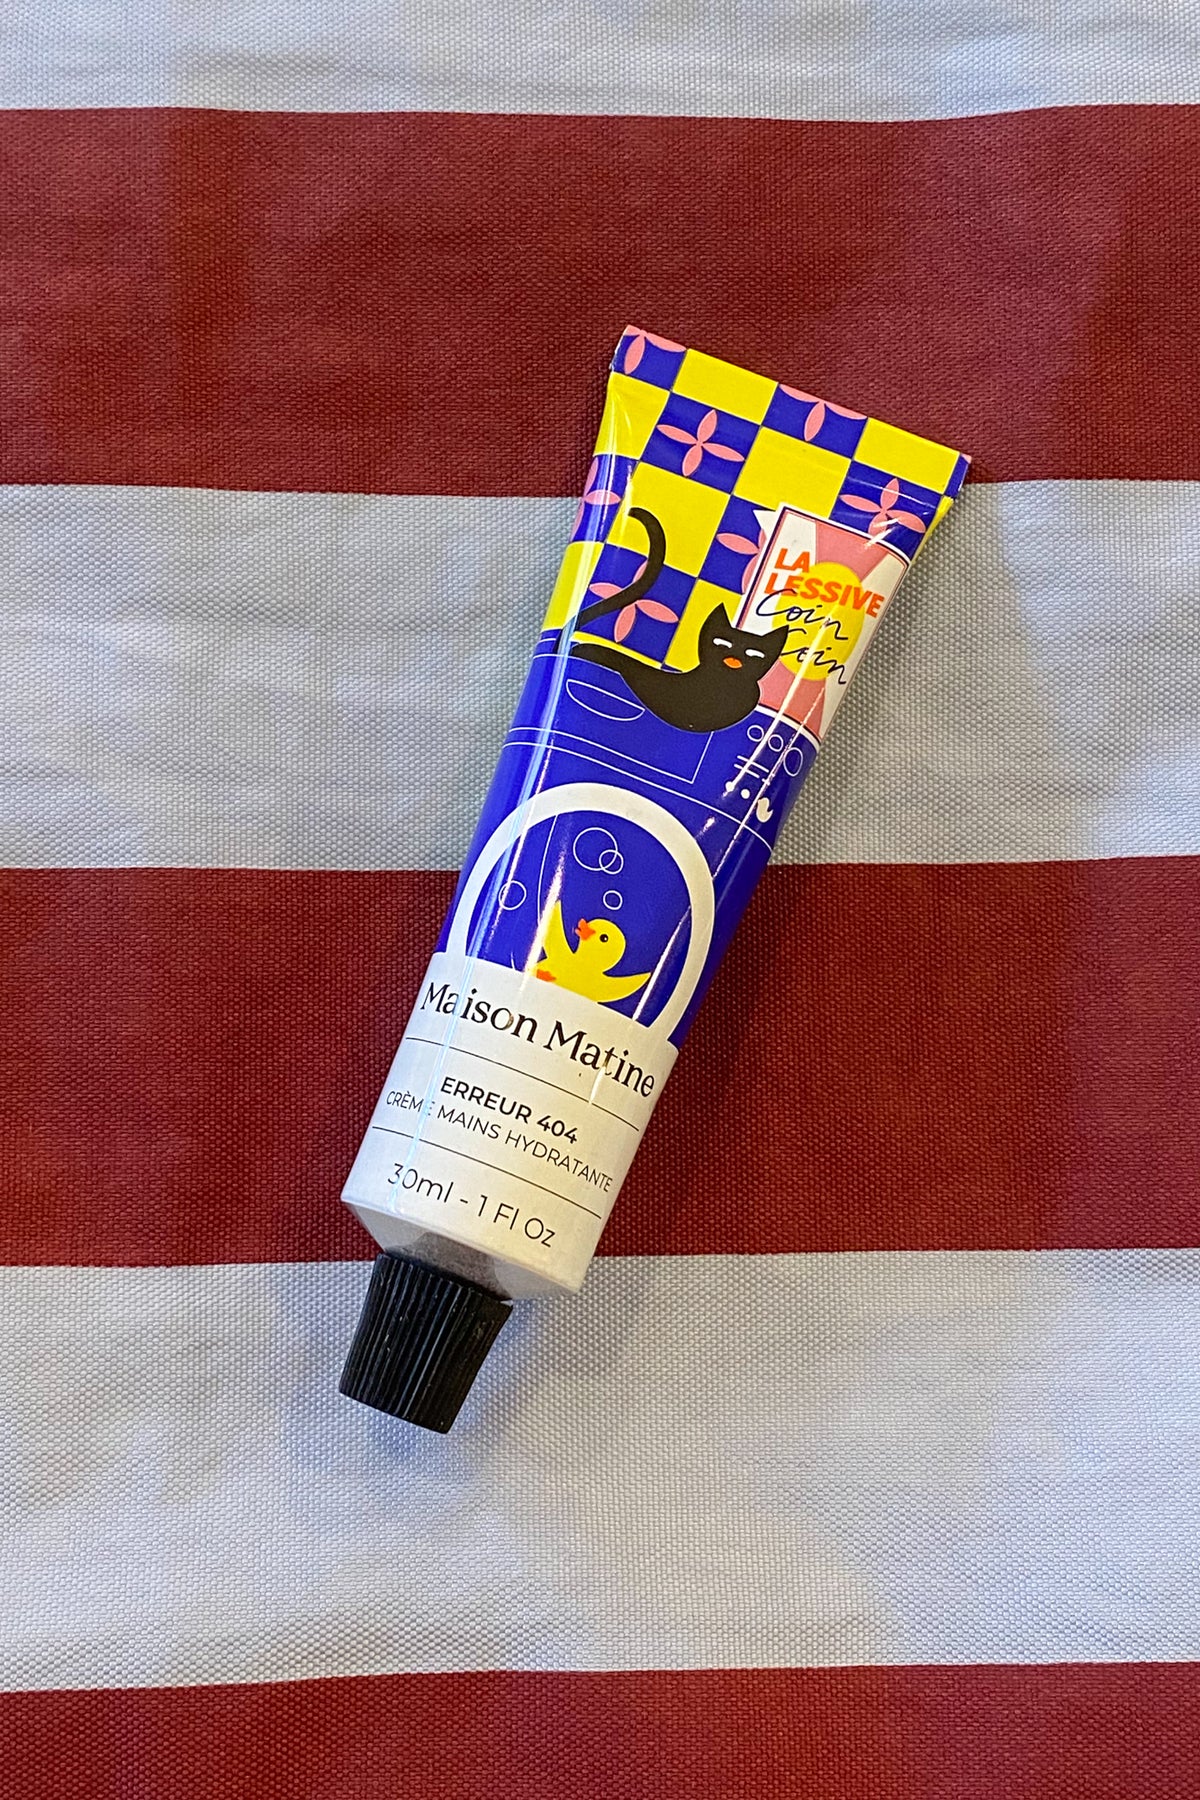 LA
LESSIVE
Coin
Coin
Maison Matine
ERREUR 404
CRÈME MAINS HYDRATANTE
30ml - 1 Fl Oz